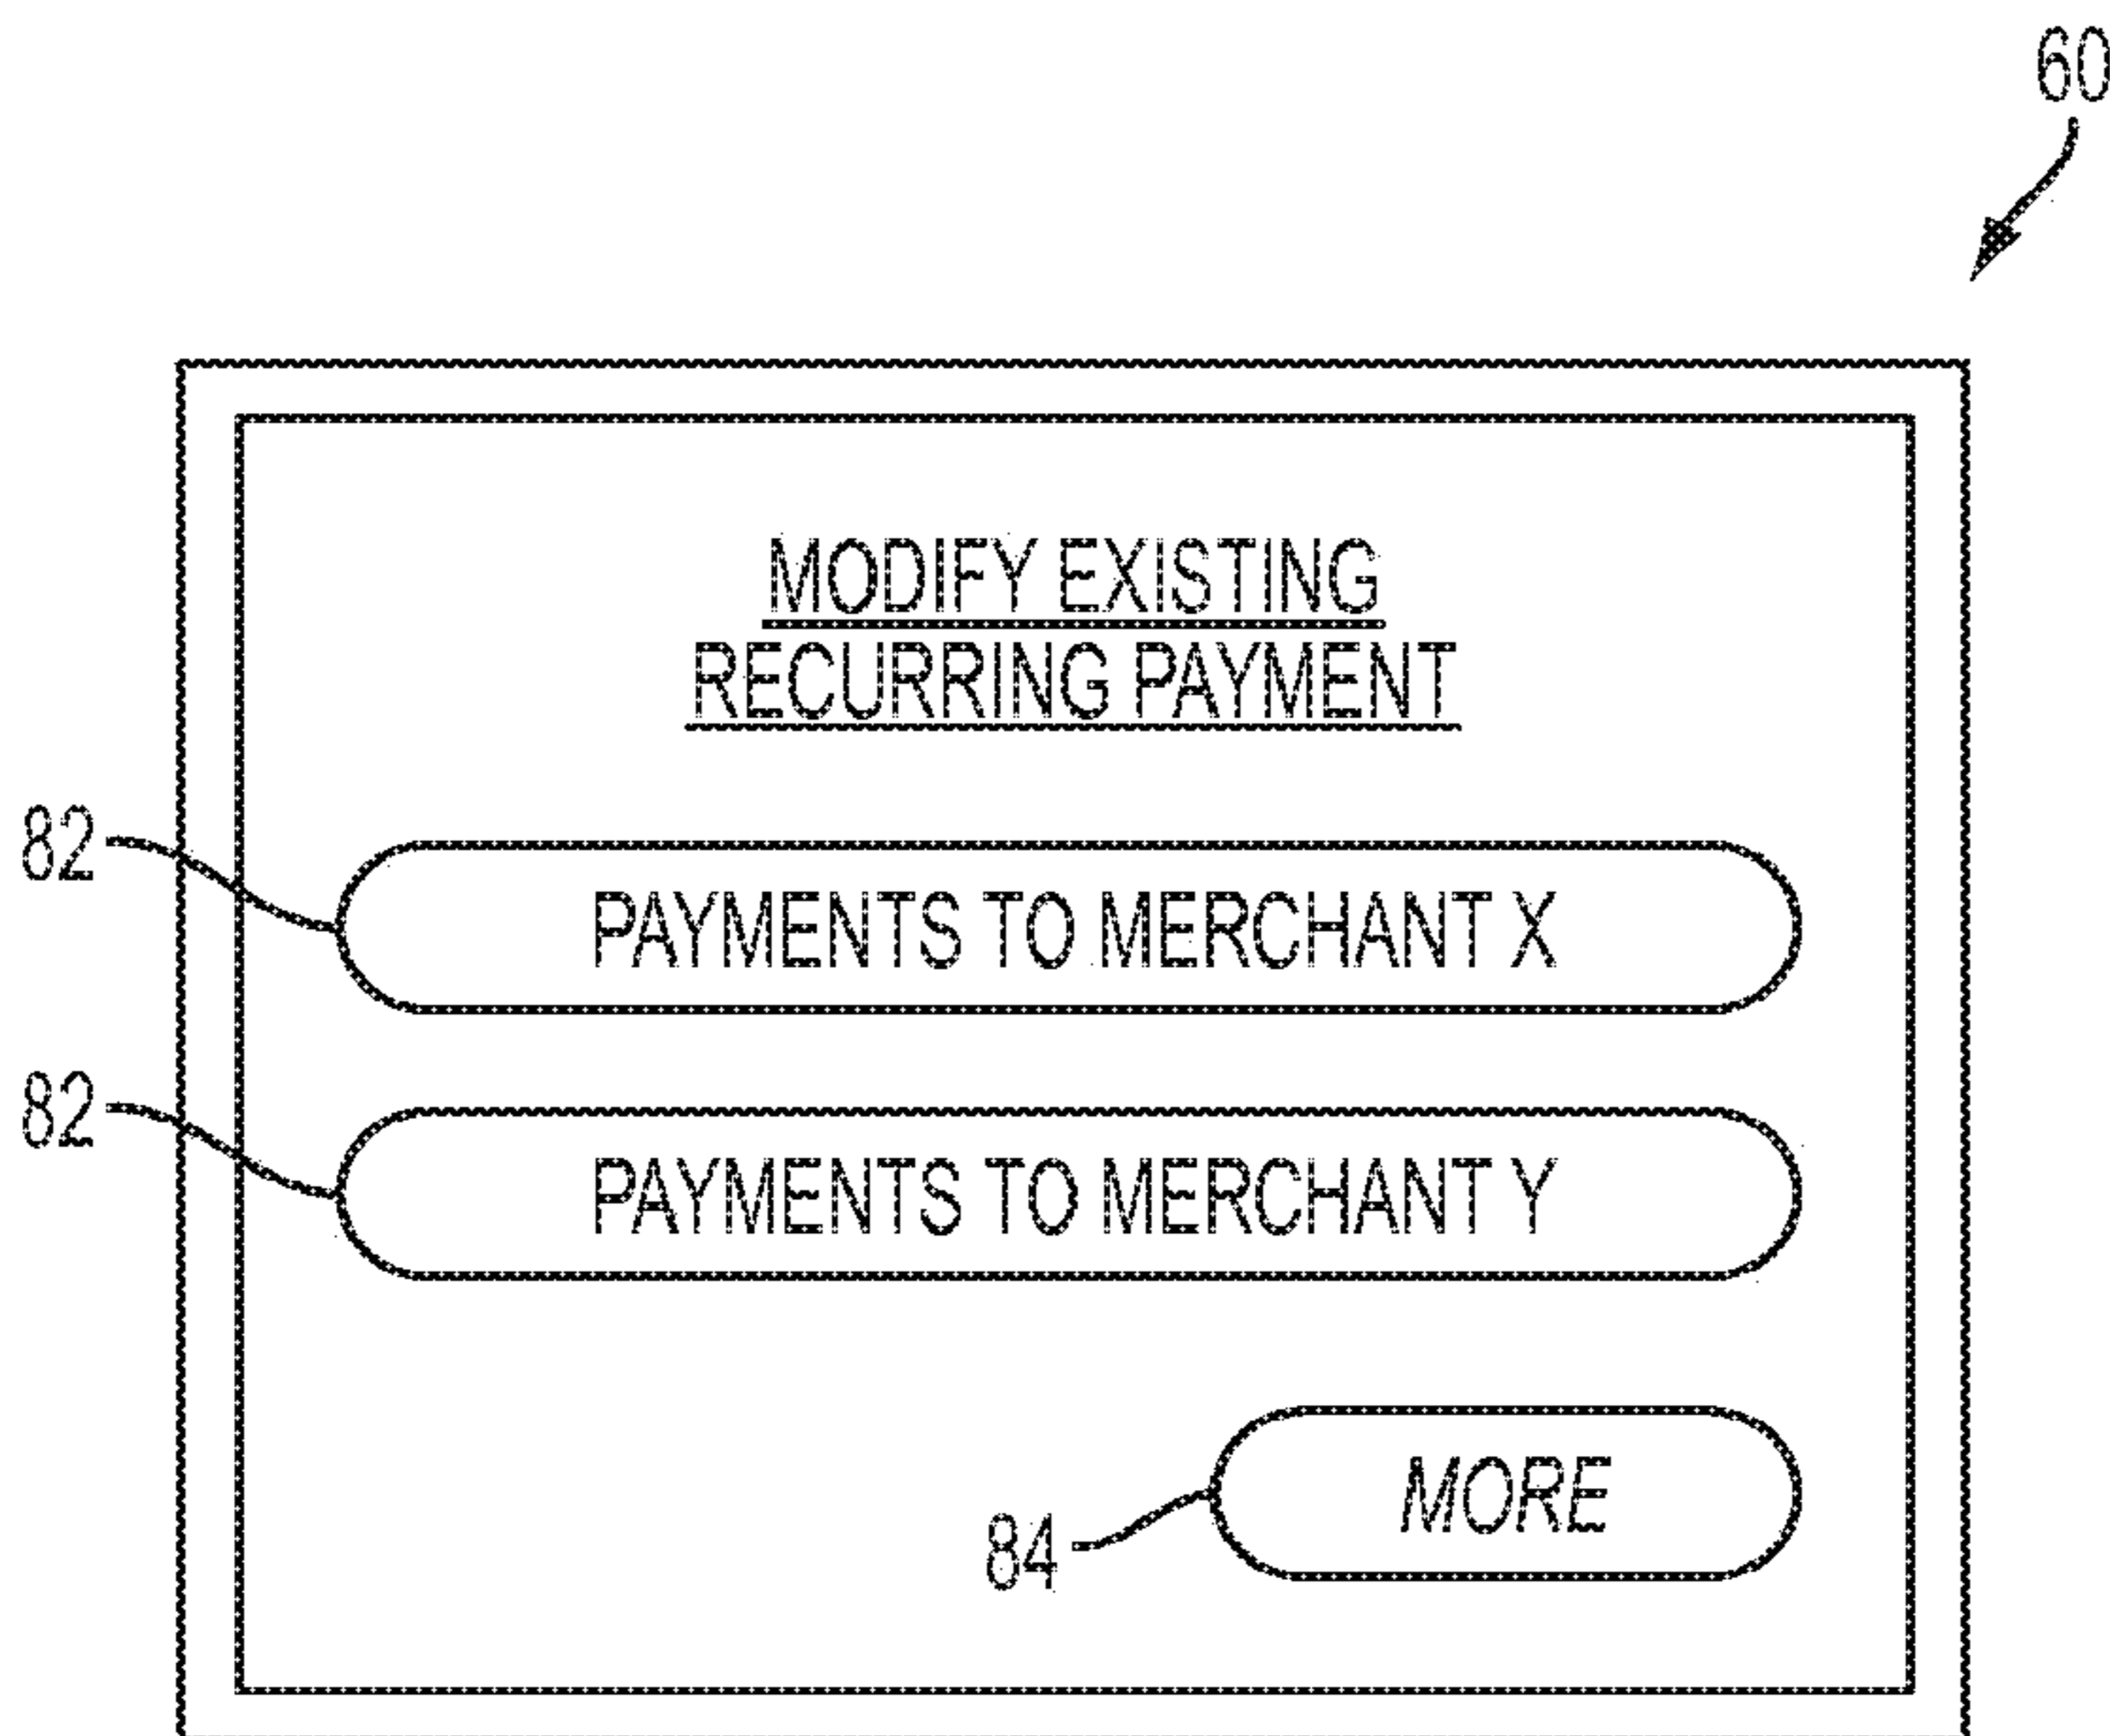 60
MODIFY EXISTING
RECURRING PAYMENT
82
PAYMENTS TO MERCHANT X
82
PAYMENTS TO MERCHANT Y
84
MORE